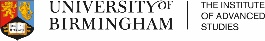 UNIVERSITY OF
BIRMINGHAM
THE INSTITUTE
OF ADVANCED
STUDIES